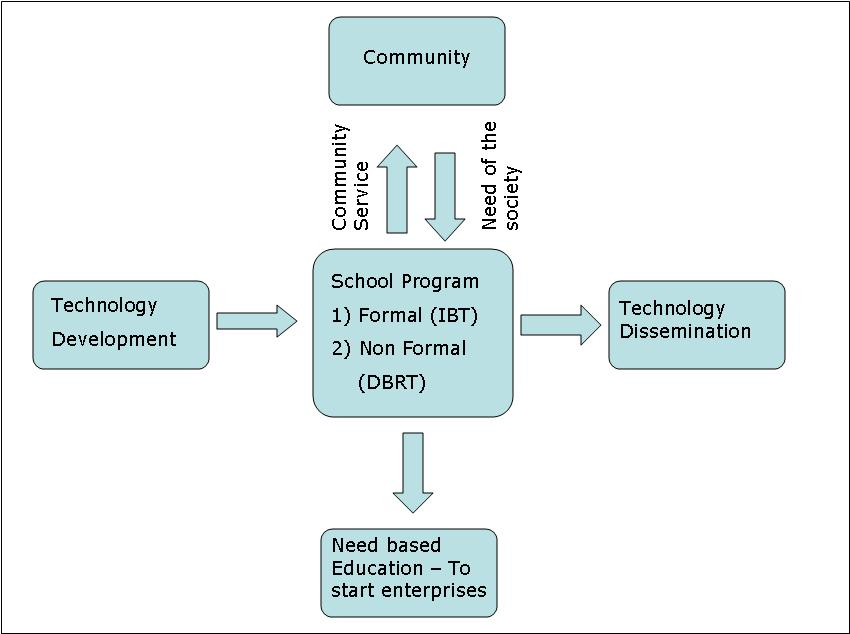 Community
Community
Service
Need of the
society
Technology
Development
School Program
1) Formal (IBT)
2) Non Formal
(DBRT)
Technology
Dissemination
Need based
Education – To
start enterprises